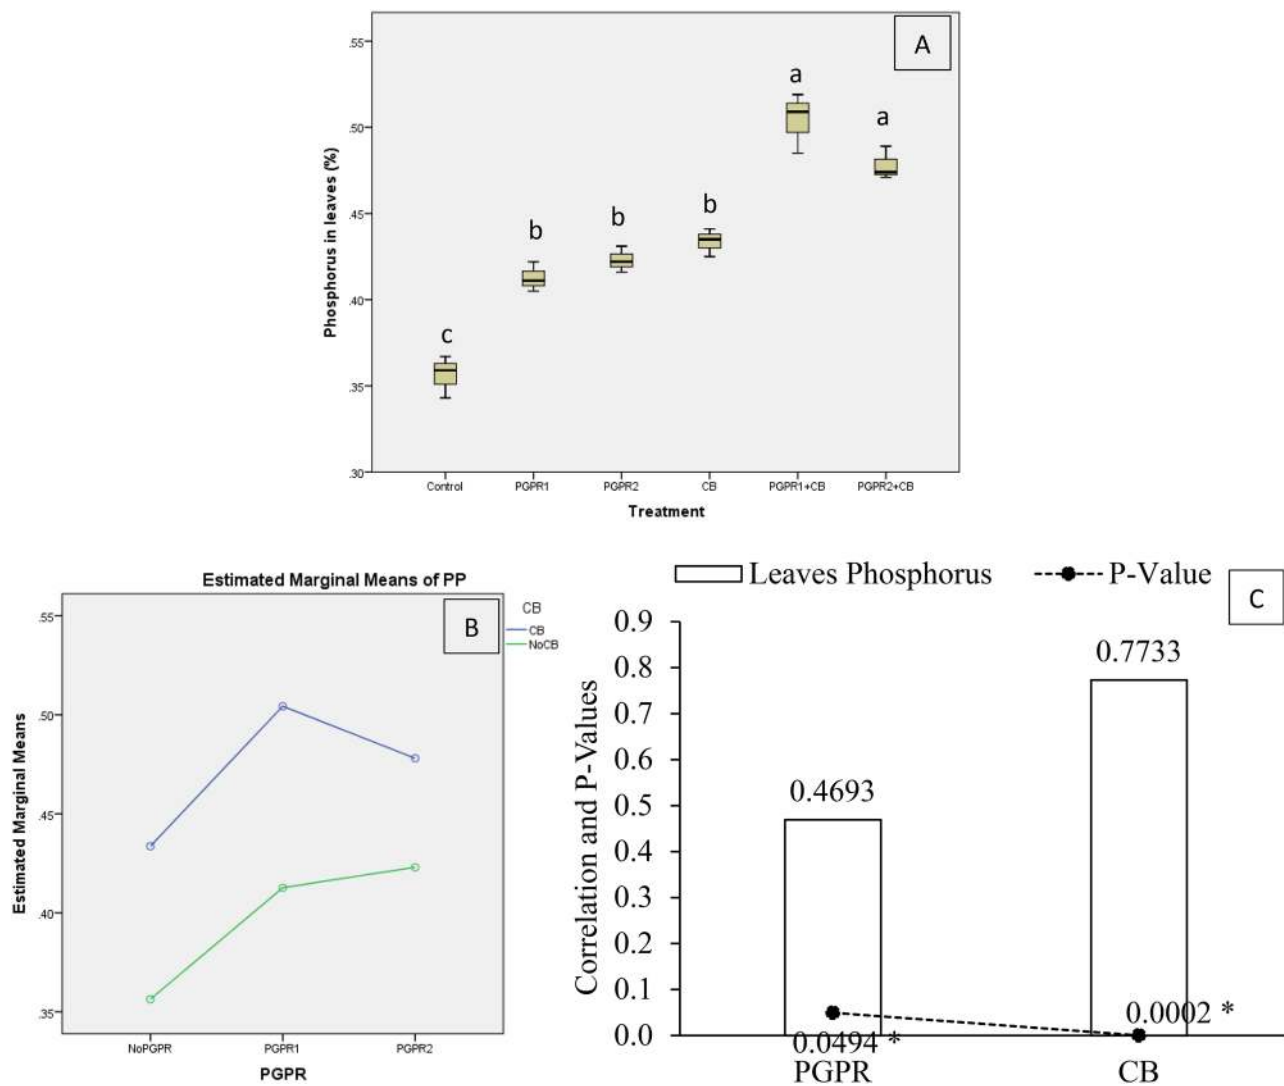 A
.55
.50
.45
.40
.35
.30
Phosphorus in leaves (%)
c
b
b
b
a
a
Control PGPR1 PGPR2 CB PGPR1+CB PGPR2+CB
Treatment
Estimated Marginal Means of PP
B
CB
CB
NoCB
.55
.50
.45
.40
.35
Estimated Marginal Means
NoPGPR PGPR1 PGPR2
PGPR
Leaves Phosphorus P-Value
C
0.9
0.8
0.7
0.6
0.5
0.4
0.3
0.2
0.1
0.0
Correlation and P-Values
0.4693
0.7733
0.0494 *
0.0002 *
PGPR CB